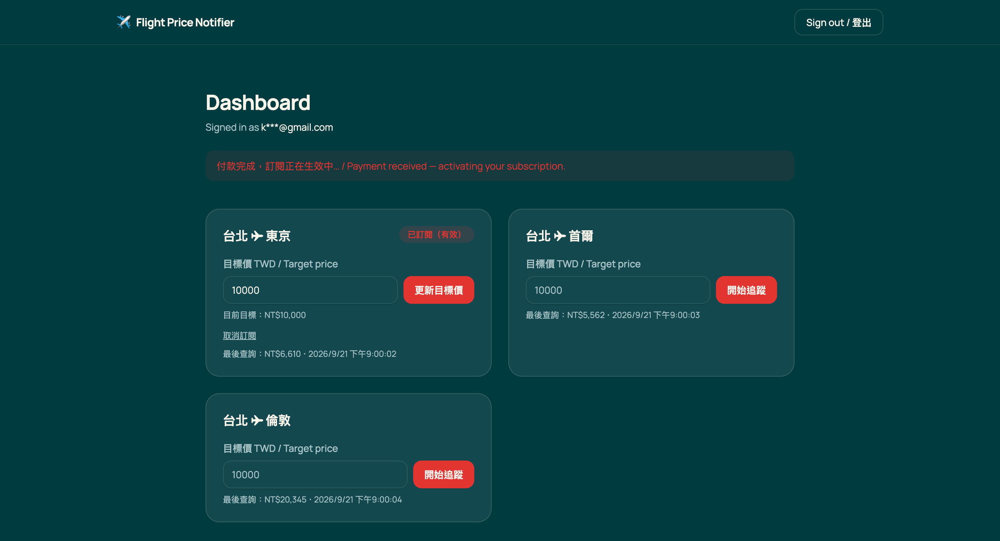 Flight Price Notifier
Sign out / 登出
Dashboard
Signed in as k***@gmail.com
付款完成，訂閱正在生效中... / Payment received — activating your subscription.
台北 ✈ 東京
已訂閱（有效）
目標價 TWD / Target price
10000
更新目標價
目前目標：NT$10,000
取消訂閱
最後查詢：NT$6,610 · 2026/9/21 下午9:00:02
台北 ✈ 首爾
目標價 TWD / Target price
10000
開始追蹤
最後查詢：NT$5,562 · 2026/9/21 下午9:00:03
台北 ✈ 倫敦
目標價 TWD / Target price
10000
開始追蹤
最後查詢：NT$20,345 · 2026/9/21 下午9:00:04